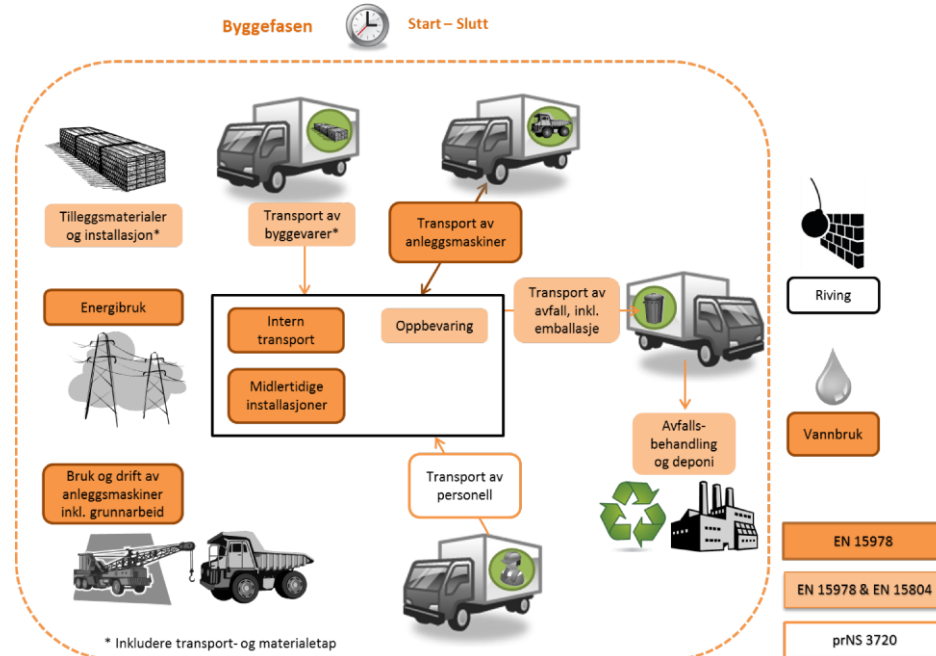 Byggefasen
Start – Slutt
Tilleggsmaterialer
og installasjon*
Transport av
byggevarer*
Transport av
anleggsmaskiner
Energibruk
Intern
transport
Oppbevaring
Transport av
avfall, inkl.
emballasje
Riving
Midlertidige
installasjoner
Avfalls-
behandling
og deponi
Vannbruk
Bruk og drift av
anleggsmaskiner
inkl. grunnarbeid
Transport av
personell
EN 15978
EN 15978 & EN 15804
prNS 3720
* Inkludere transport- og materialetap